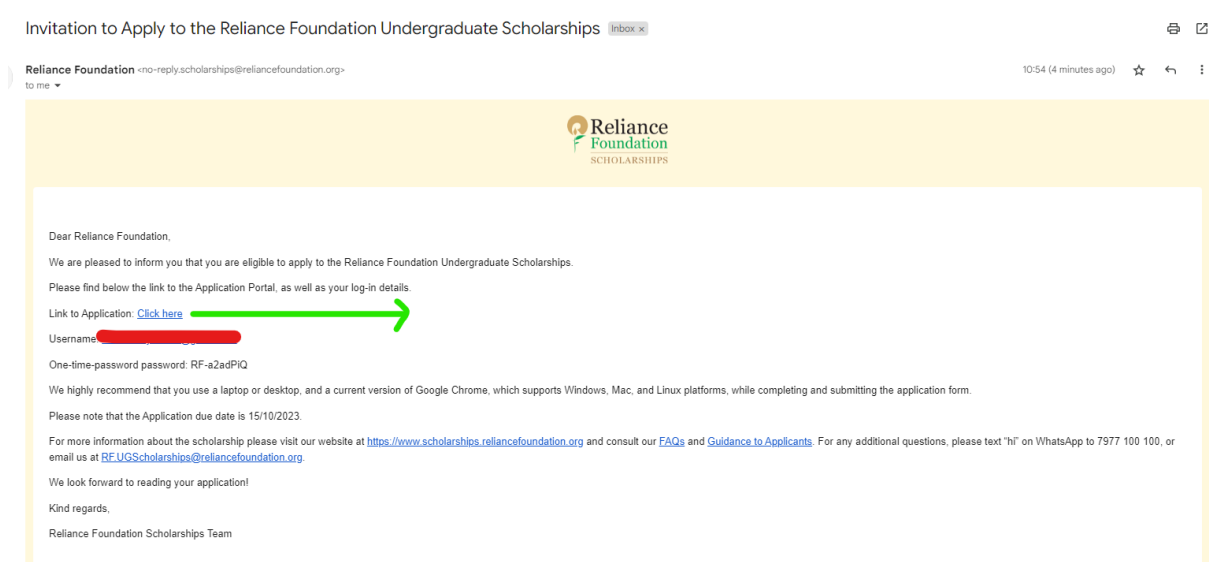 Invitation to Apply to the Reliance Foundation Undergraduate Scholarships Inbox ×
Reliance Foundation <no-reply.scholarships@reliancefoundation.org>
10:54 (4 minutes ago)
to me
Reliance
Foundation
SCHOLARSHIPS
Dear Reliance Foundation,
We are pleased to inform you that you are eligible to apply to the Reliance Foundation Undergraduate Scholarships.
Please find below the link to the Application Portal, as well as your log-in details.
Link to Application: Click here
Username:
One-time-password password: RF-a2adPiQ
We highly recommend that you use a laptop or desktop, and a current version of Google Chrome, which supports Windows, Mac, and Linux platforms, while completing and submitting the application form.
Please note that the Application due date is 15/10/2023.
For more information about the scholarship please visit our website at https://www.scholarships.reliancefoundation.org and consult our FAQs and Guidance to Applicants. For any additional questions, please text “hi” on WhatsApp to 7977 100 100, or
email us at RF.UGScholarships@reliancefoundation.org.
We look forward to reading your application!
Kind regards,
Reliance Foundation Scholarships Team